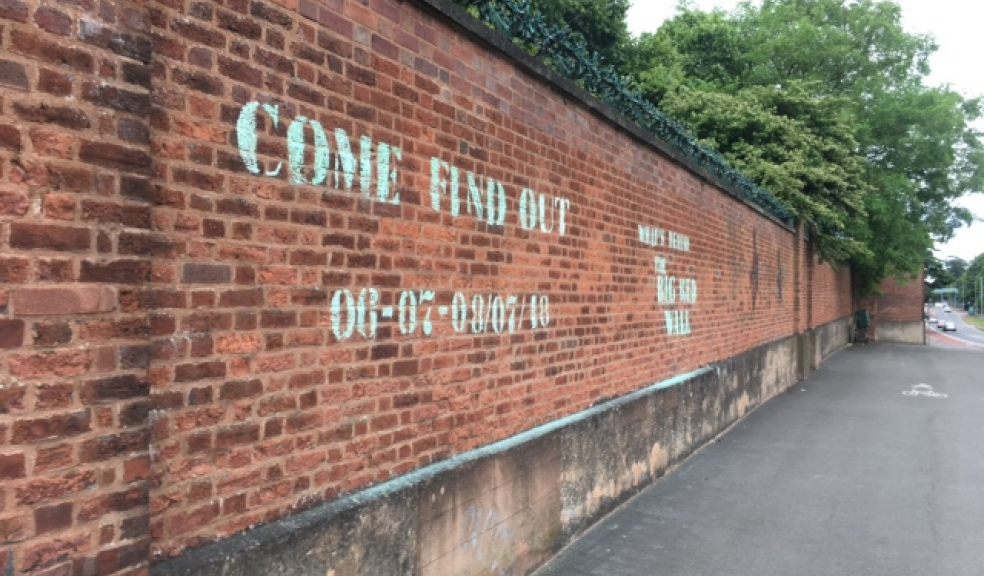 COME FIND OUT
06-07-08/07/18
WHAT'S BEHIND
THE
BIG RED
WALL